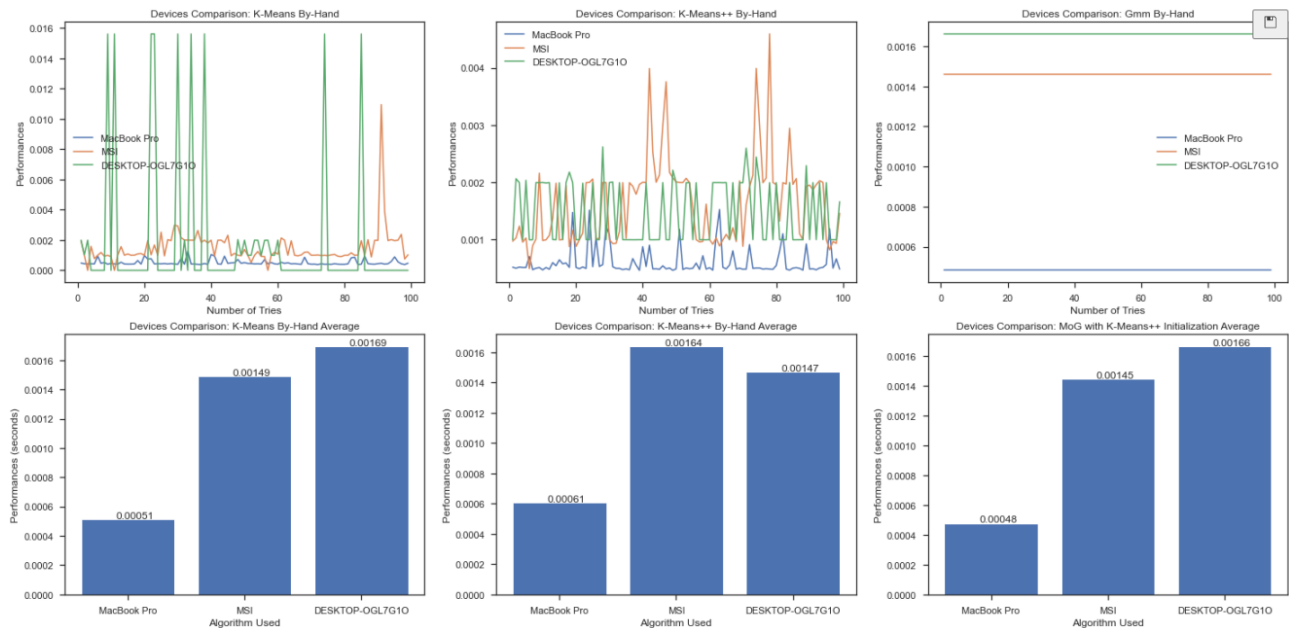 Devices Comparison: K-Means By-Hand
Performances
0.016
0.014
0.012
0.010
0.008
0.006
0.004
0.002
0.000
MacBook Pro
MSI
DESKTOP-OGL7G1O
0 20 40 60 80 100
Number of Tries
Devices Comparison: K-Means++ By-Hand
Performances
0.004
0.003
0.002
0.001
MacBook Pro
MSI
DESKTOP-OGL7G1O
0 20 40 60 80 100
Number of Tries
Devices Comparison: Gmm By-Hand
Performances
0.0016
0.0014
0.0012
0.0010
0.0008
0.0006
MacBook Pro
MSI
DESKTOP-OGL7G1O
0 20 40 60 80 100
Number of Tries
Devices Comparison: K-Means By-Hand Average
Performances (seconds)
0.0016
0.0014
0.0012
0.0010
0.0008
0.0006
0.0004
0.0002
0.0000
0.00051
0.00149
0.00169
MacBook Pro MSI DESKTOP-OGL7G1O
Algorithm Used
Devices Comparison: K-Means++ By-Hand Average
Performances (seconds)
0.0016
0.0014
0.0012
0.0010
0.0008
0.0006
0.0004
0.0002
0.0000
0.00061
0.00164
0.00147
MacBook Pro MSI DESKTOP-OGL7G1O
Algorithm Used
Devices Comparison: MoG with K-Means++ Initialization Average
Performances (seconds)
0.0016
0.0014
0.0012
0.0010
0.0008
0.0006
0.0004
0.0002
0.0000
0.00048
0.00145
0.00166
MacBook Pro MSI DESKTOP-OGL7G1O
Algorithm Used